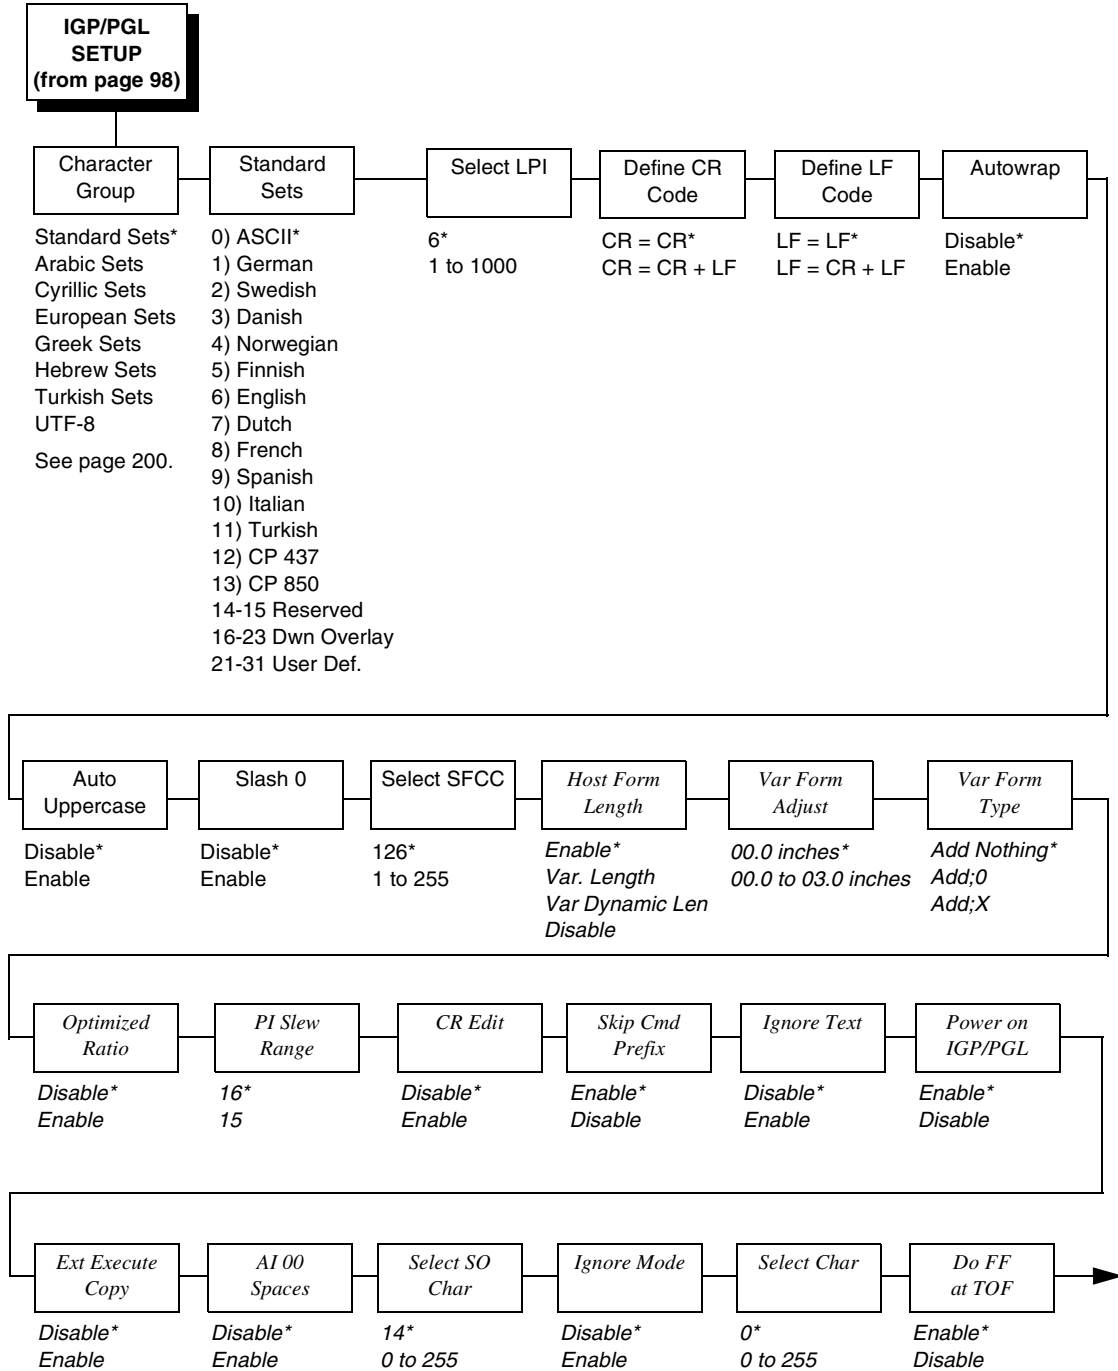 IGP/PGL
SETUP
(from page 98)
Character
Group
Standard Sets*
Arabic Sets
Cyrillic Sets
European Sets
Greek Sets
Hebrew Sets
Turkish Sets
UTF-8
See page 200.
Standard
Sets
0) ASCII*
1) German
2) Swedish
3) Danish
4) Norwegian
5) Finnish
6) English
7) Dutch
8) French
9) Spanish
10) Italian
11) Turkish
12) CP 437
13) CP 850
14-15 Reserved
16-23 Dwn Overlay
21-31 User Def.
Select LPI
6*
1 to 1000
Define CR
Code
CR = CR*
CR = CR + LF
Define LF
Code
LF = LF*
LF = CR + LF
Autowrap
Disable*
Enable
Auto
Uppercase
Disable*
Enable
Slash 0
Disable*
Enable
Select SFCC
126*
1 to 255
Host Form
Length
Enable*
Var. Length
Var Dynamic Len
Disable
Var Form
Adjust
00.0 inches*
00.0 to 03.0 inches
Var Form
Type
Add Nothing*
Add;0
Add;X
Optimized
Ratio
Disable*
Enable
PI Slew
Range
16*
15
CR Edit
Disable*
Enable
Skip Cmd
Prefix
Enable*
Disable
Ignore Text
Disable*
Enable
Power on
IGP/PGL
Enable*
Disable
Ext Execute
Copy
Disable*
Enable
AI 00
Spaces
Disable*
Enable
Select SO
Char
14*
0 to 255
Ignore Mode
Disable*
Enable
Select Char
0*
0 to 255
Do FF
at TOF
Enable*
Disable